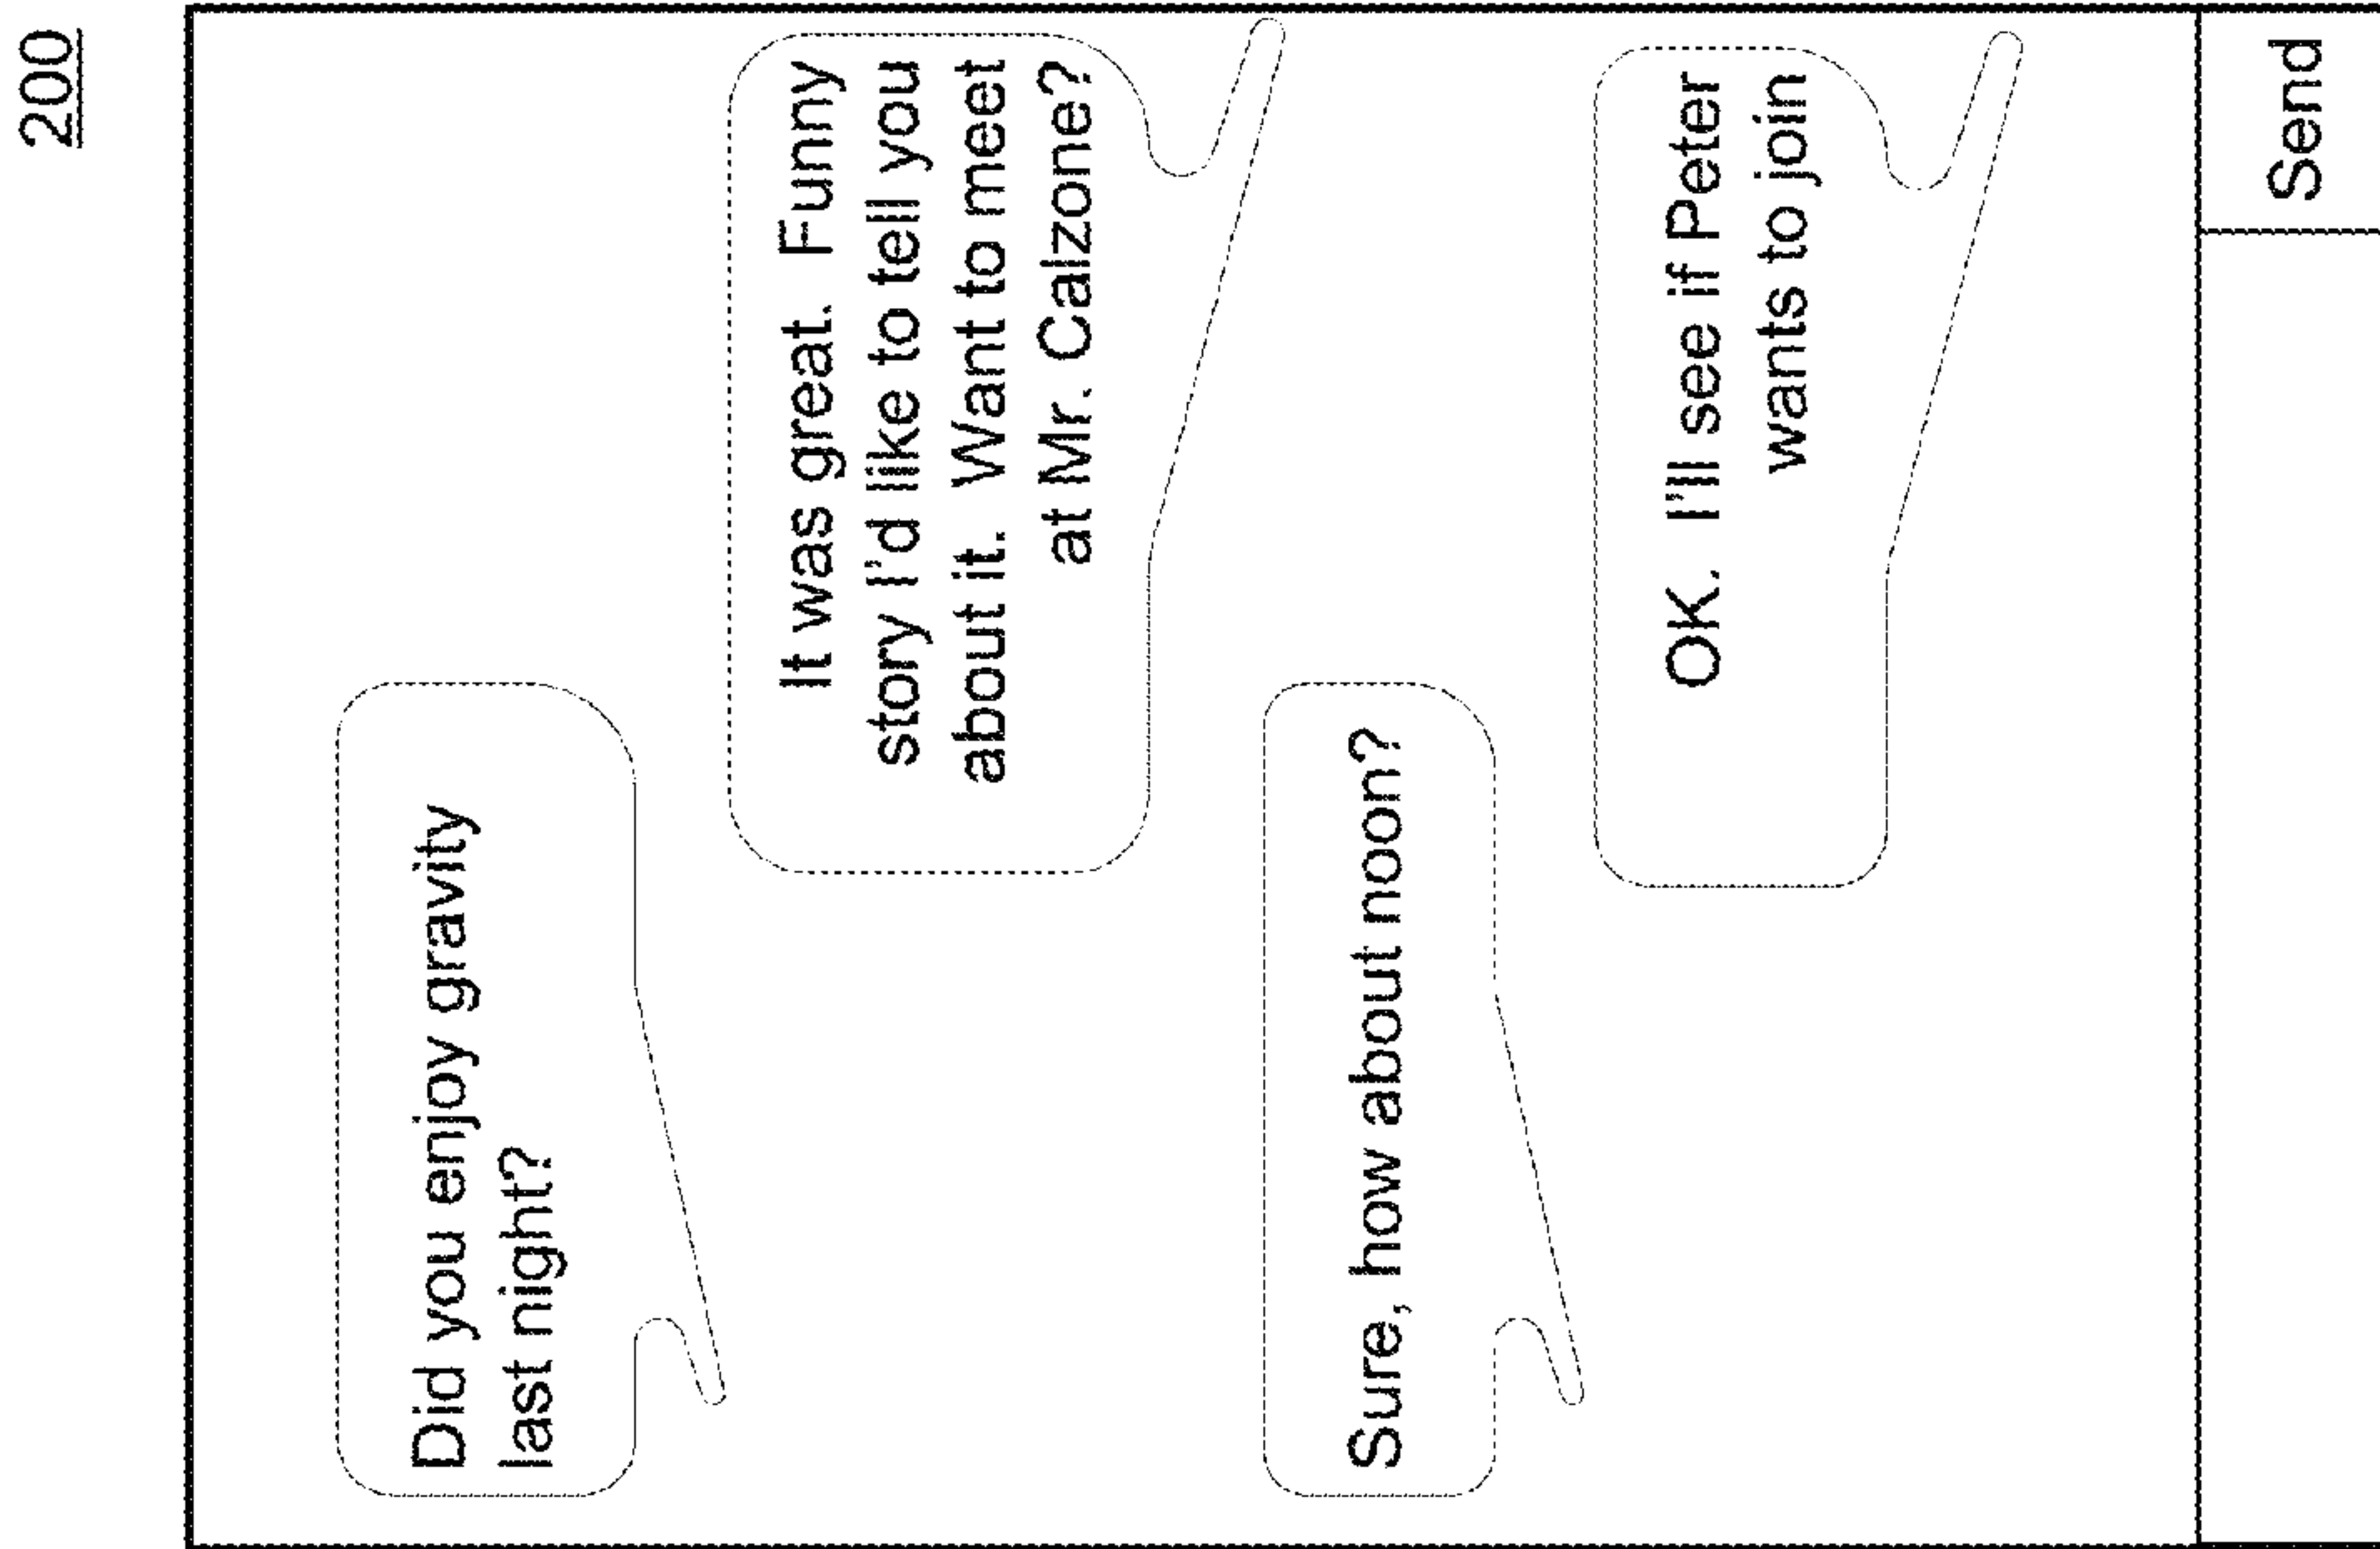 200
Did you enjoy gravity
last night?
It was great.  Funny
story I'd like to tell you
about it.  Want to meet
at Mr. Calzone?
Sure, how about noon?
OK.  I'll see if Peter
wants to join
Send